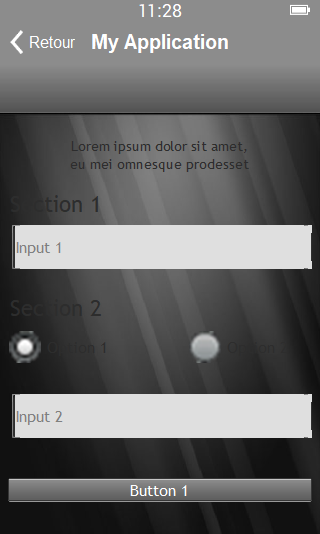 11:28
Retour My Application
Lorem ipsum dolor sit amet,
eu mei omnesque prodesset
Section 1
Input 1
Section 2
Option 1
Input 2
Button 1